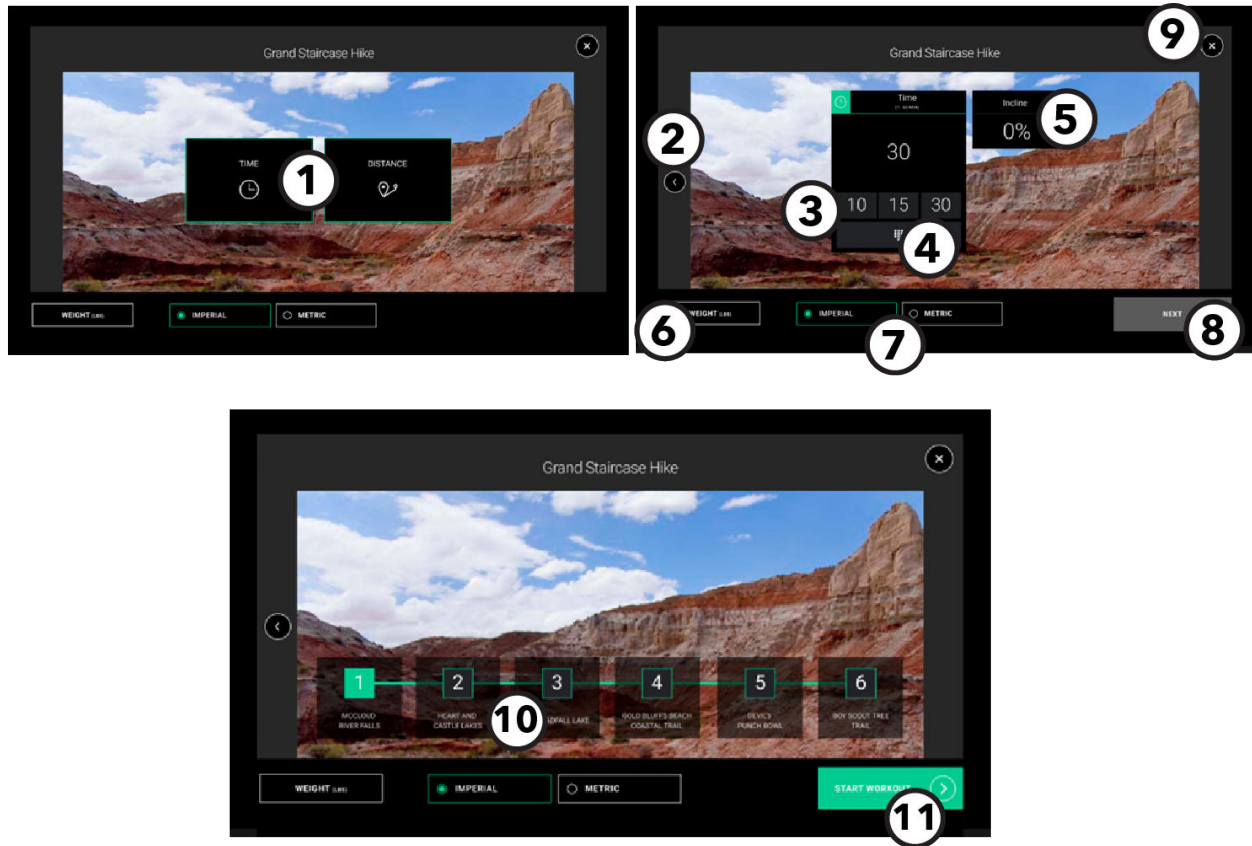 Grand Staircase Hike
TIME
DISTANCE
1
WEIGHT (LBS)
IMPERIAL
METRIC
9
Grand Staircase Hike
Time
Incline
0%
5
2
30
3
10 15 30
4
6
WEIGHT (LBS)
IMPERIAL
METRIC
7
NEXT
8
Grand Staircase Hike
1 2 3 4 5 6
MCCLOUD
RIVER FALLS
HEART AND
CASTLE LAKES
10
LAKE
GOLD BLUFFS BEACH
COASTAL TRAIL
DEVIL'S
PUNCH BOWL
BOY SCOUT TREE
TRAIL
WEIGHT (LBS)
IMPERIAL
METRIC
START WORKOUT
11